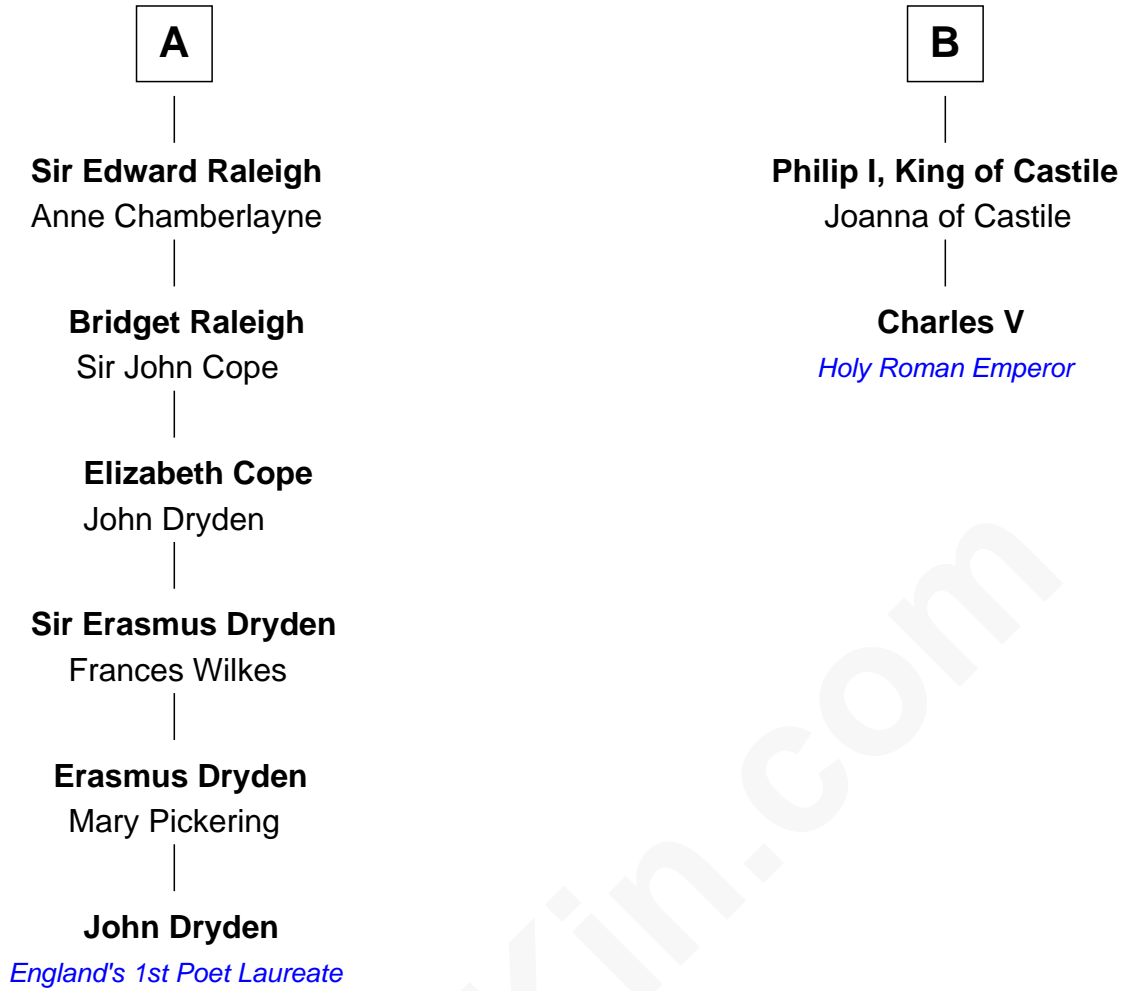 A
Sir Edward Raleigh
Anne Chamberlayne
Bridget Raleigh
Sir John Cope
Elizabeth Cope
John Dryden
Sir Erasmus Dryden
Frances Wilkes
Erasmus Dryden
Mary Pickering
John Dryden
England's 1st Poet Laureate
B
Philip I, King of Castile
Joanna of Castile
Charles V
Holy Roman Emperor
kin.com